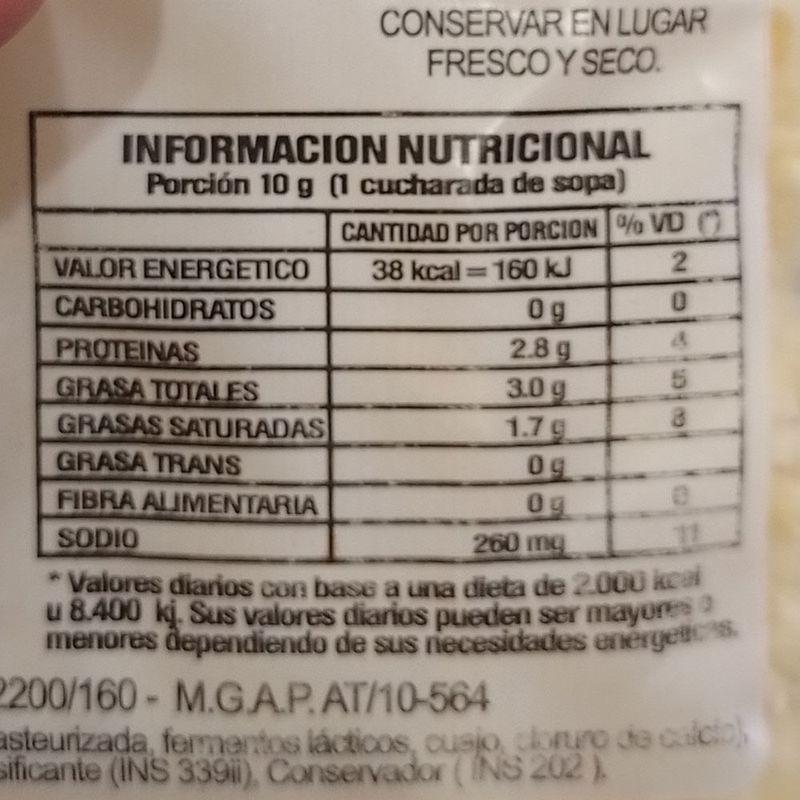 CONSERVAR EN LUGAR
FRESCO Y SECO.
INFORMACION NUTRICIONAL
Porción 10 g (1 cucharada de sopa)
CANTIDAD POR PORCION % VD (*)
VALOR ENERGETICO 38 kcal = 160 kJ 2
CARBOHIDRATOS 0 g 0
PROTEINAS 2.8 g 4
GRASA TOTALES 3.0 g 5
GRASAS SATURADAS 1.7 g 8
GRASA TRANS 0 g
FIBRA ALIMENTARIA 0 g 0
SODIO 260 mg 11
* Valores diarios con base a una dieta de 2.000 kcal
u 8.400 kj. Sus valores diarios pueden ser mayores o
menores dependiendo de sus necesidades energeticas.
2200/160 - M.G.A.P. AT/10-564
asteurizada, fermentos lácticos, cuajo, cloruro de calcio),
sificante (INS 339ii), Conservador ( INS 202 ).